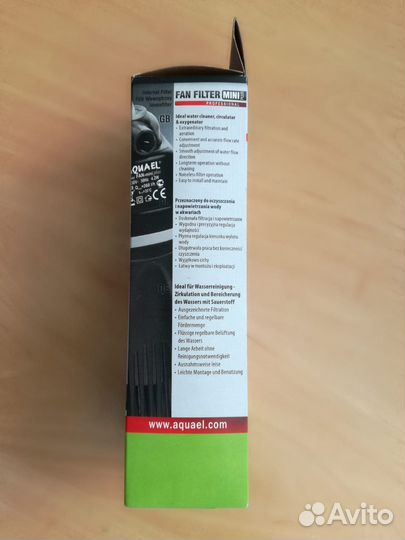 Internal Filter
FAN FILTER MINI
PROFESSIONAL
GB
Ideal water cleaner, circulator
& oxygenator
• Extraordinary filtration and
aeration
• Convenient and accurate flow rate
adjustment
• Smooth adjustment of water flow
direction
• Longterm operation without
cleaning
• Noiseless filter operation
• Easy to install and maintain
AQUAEL
CE
Przeznaczony do oczyszczania
i napowietrzania wody
w akwariach
• Doskonała filtracja i napowietrzanie
• Wygodna i precyzyjna regulacja
wydajności
• Płynna regulacja kierunku wylotu
wody
• Długotrwała praca bez konieczności
czyszczenia
• Wyjątkowo cichy
• Łatwy w montażu i eksploatacji
Ideal für Wasserreinigung-
Zirkulation und Bereicherung
des Wassers mit Sauerstoff
• Ausgezeichnete Filtration
• Einfache und regelbare
Fördermenge
• Flüssige regelbare Belüftung
des Wassers
• Lange Arbeit ohne
Reinigungsnotwendigkeit
• Ausnahmsweise leise
• Leichte Montage und Benutzung
www.aquael.com
Avito